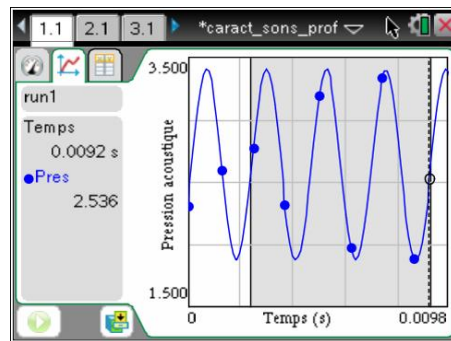 1.1 2.1 3.1 *caract_sons_prof
run1
Temps
0.0092 s
Pres
2.536
3.500
Pression acoustique
1.500
0 Temps (s) 0.0098